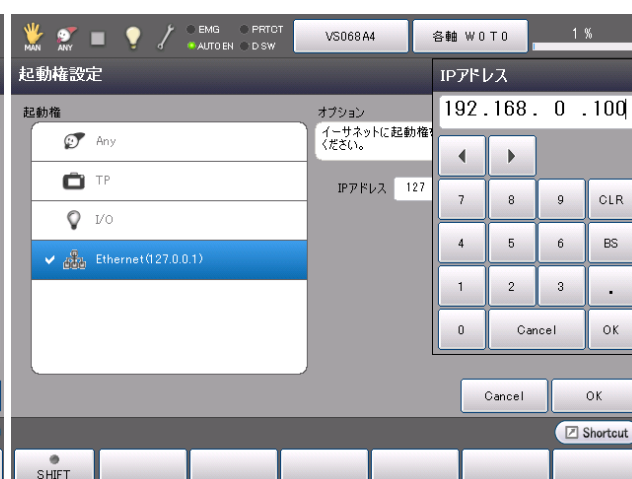 MAN ANY EMG PRTCT AUTO EN D SW VS068A4 各軸 W 0 T 0 1 %
起動権設定
IPアドレス
192.168. 0 .100
起動権
オプション
Any
イーサネットに起動権を
ください。
TP
IPアドレス 127
I/O
Ethernet(127.0.0.1)
7 8 9 CLR
4 5 6 BS
1 2 3 .
0 Cancel OK
Cancel OK
Shortcut
SHIFT